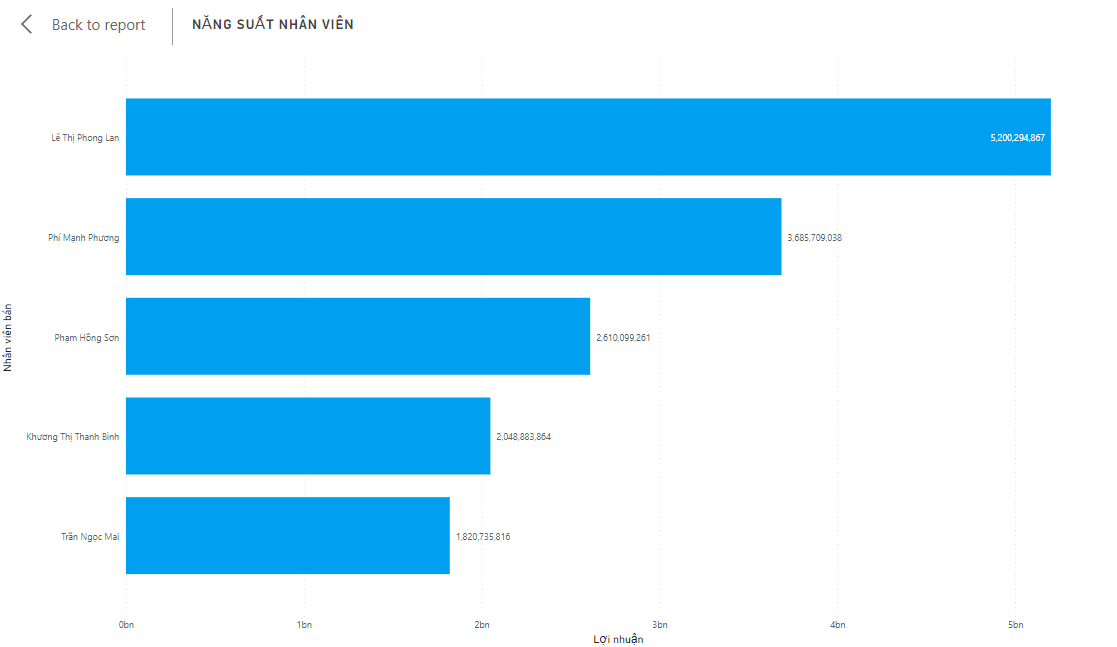 Back to report
NĂNG SUẤT NHÂN VIÊN
Nhân viên bán
Lê Thị Phong Lan
5,200,294,867
Phí Mạnh Phương
3,685,709,038
Phạm Hồng Sơn
2,610,099,261
Khương Thị Thanh Bình
2,048,883,864
Trần Ngọc Mai
1,820,735,816
0bn 1bn 2bn 3bn 4bn 5bn
Lợi nhuận